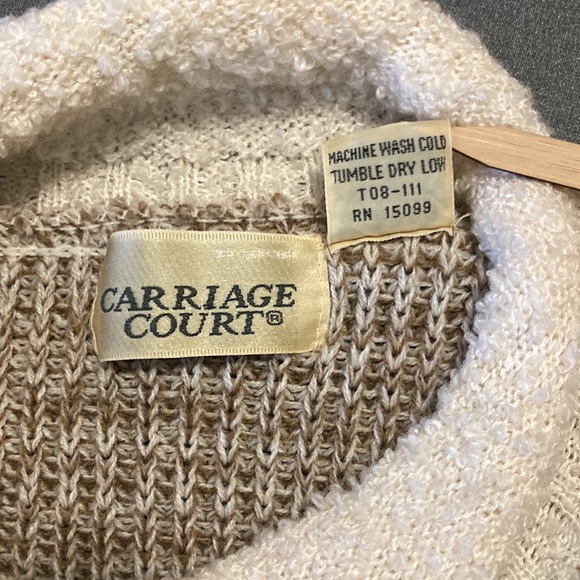 MACHINE WASH COLD
TUMBLE DRY LOW
T08-111
RN 15099
CARRIAGE
COURT®